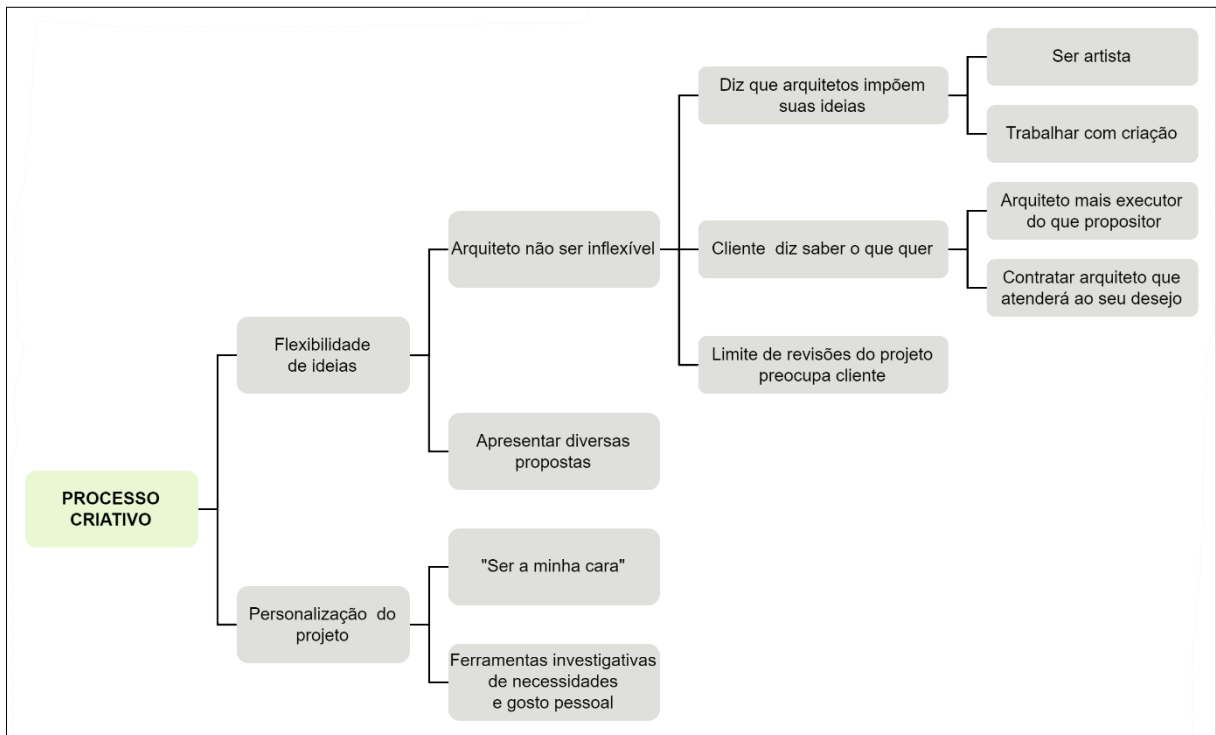 Ser artista
Diz que arquitetos impõem
suas ideias
Trabalhar com criação
Arquiteto mais executor
do que propositor
Arquiteto não ser inflexível
Cliente diz saber o que quer
Contratar arquiteto que
atenderá ao seu desejo
Flexibilidade
de ideias
Limite de revisões do projeto
preocupa cliente
Apresentar diversas
propostas
PROCESSO
CRIATIVO
"Ser a minha cara"
Personalização do
projeto
Ferramentas investigativas
de necessidades
e gosto pessoal